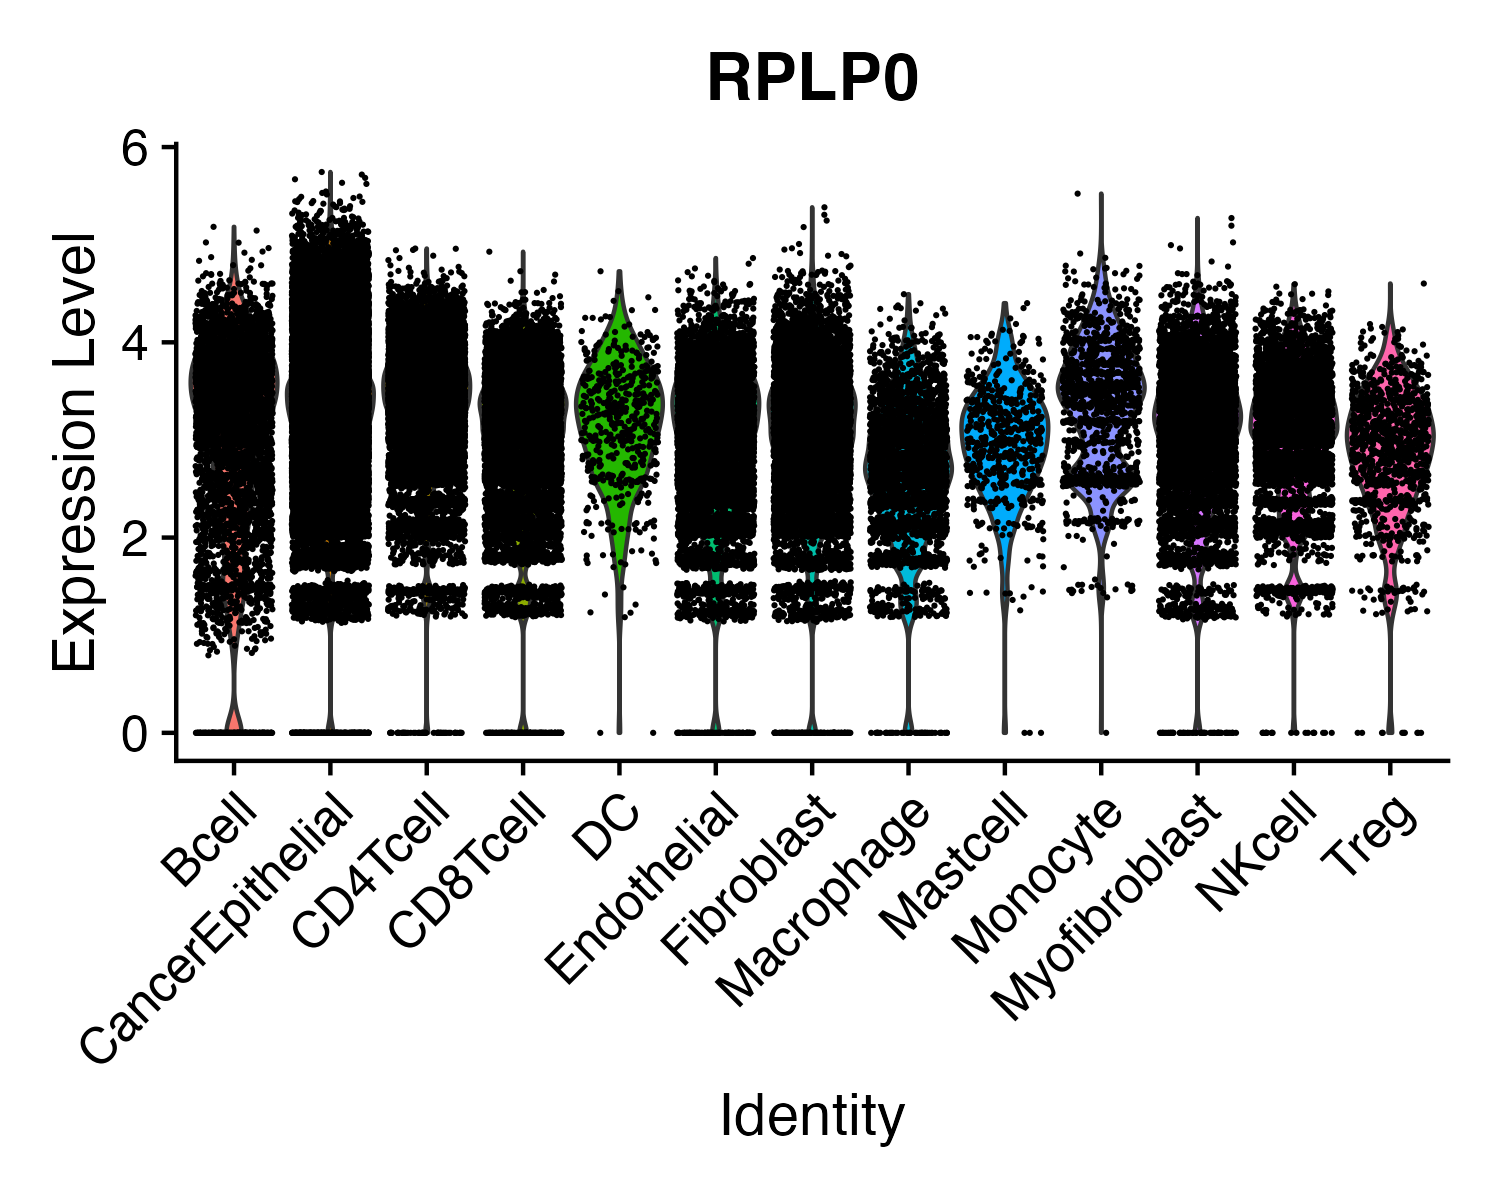 RPLP0
Expression Level
6
4
2
0
Bcell
CancerEpithelial
CD4Tcell
CD8Tcell
DC
Endothelial
Fibroblast
Macrophage
Mastcell
Monocyte
Myofibroblast
NKcell
Treg
Identity